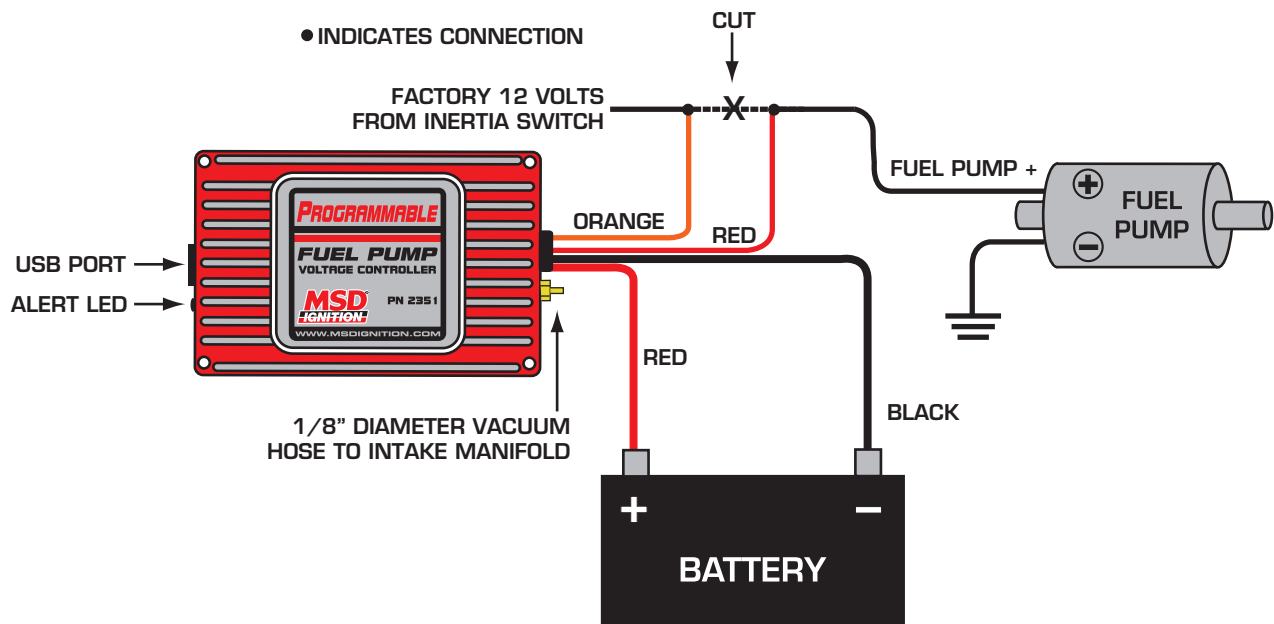 CUT
● INDICATES CONNECTION
FACTORY 12 VOLTS
FROM INERTIA SWITCH
X
FUEL PUMP +
+
−
FUEL
PUMP
ORANGE
RED
USB PORT
ALERT LED
PROGRAMMABLE
FUEL PUMP
VOLTAGE CONTROLLER
MSD
IGNITION
PN 2351
WWW.MSDIGNITION.COM
RED
BLACK
1/8” DIAMETER VACUUM
HOSE TO INTAKE MANIFOLD
+ −
BATTERY